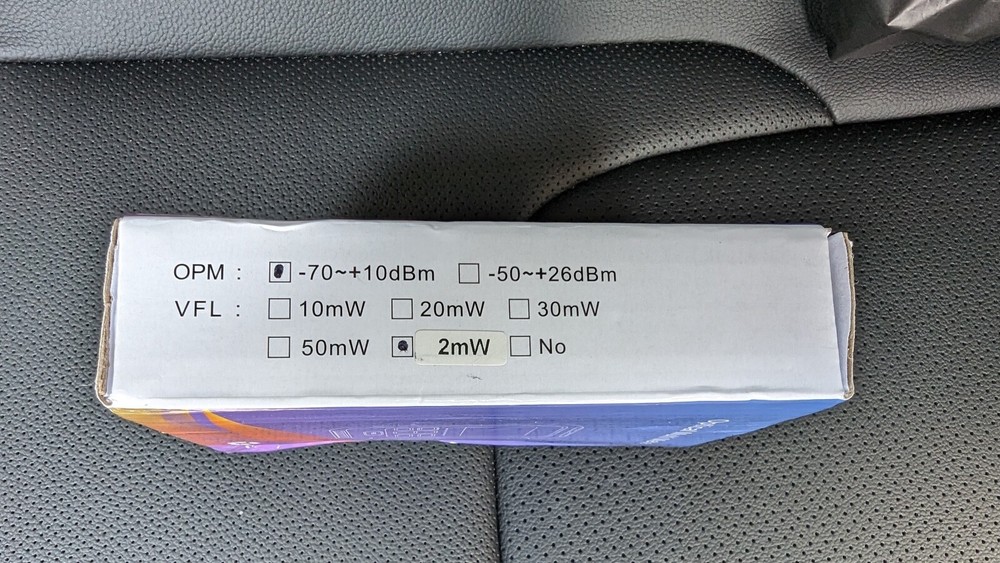 OPM : -70~+10dBm -50~+26dBm
VFL : 10mW 20mW 30mW
50mW 2mW No